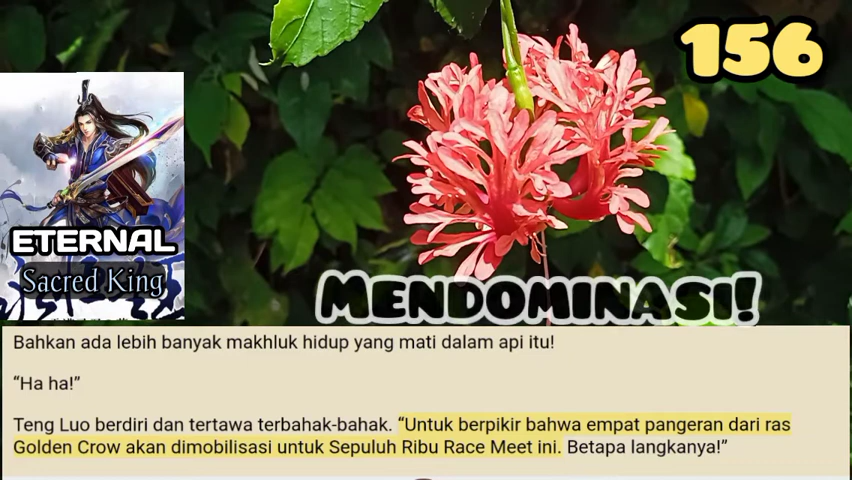 156
ETERNAL
Sacred King
MENDOMINASI!
Bahkan ada lebih banyak makhluk hidup yang mati dalam api itu!
“Ha ha!”
Teng Luo berdiri dan tertawa terbahak-bahak. “Untuk berpikir bahwa empat pangeran dari ras
Golden Crow akan dimobilisasi untuk Sepuluh Ribu Race Meet ini. Betapa langkanya!”